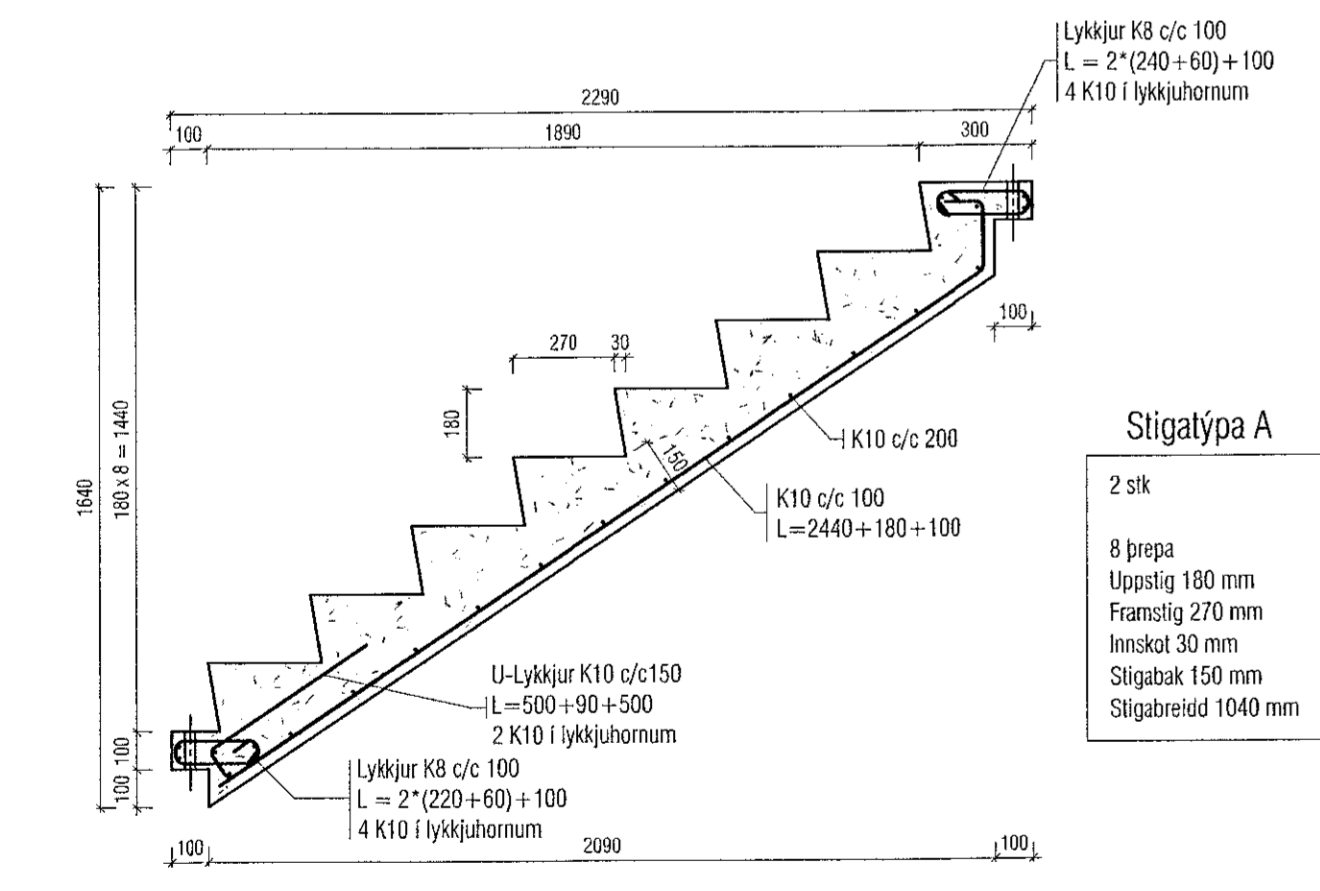 Lykkjur K8 c/c 100
L = 2*(240+60)+100
4 K10 í lykkjuhornum
2290
100
1890
300
1640
180 x 8 = 1440
100
270
30
180
150
K10 c/c 200
K10 c/c 100
L=2440+180+100
Stigatýpa A
2 stk
8 þrepa
Uppstig 180 mm
Framstig 270 mm
Innskot 30 mm
Stigabak 150 mm
Stigabreidd 1040 mm
U-Lykkjur K10 c/c150
L=500+90+500
2 K10 í lykkjuhornum
100
100
Lykkjur K8 c/c 100
L = 2*(220+60)+100
4 K10 í lykkjuhornum
100
2090
100